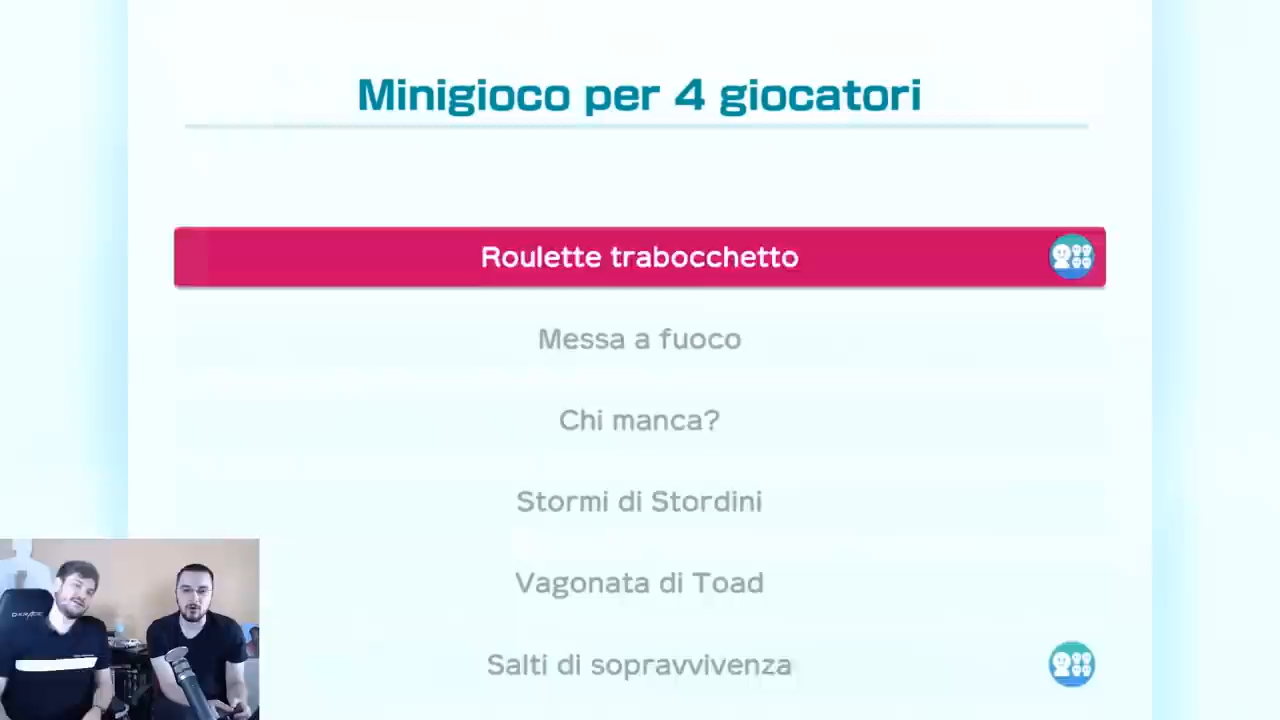 Minigioco per 4 giocatori
Roulette trabocchetto
Messa a fuoco
Chi manca?
Stormi di Stordini
Vagonata di Toad
Salti di sopravvivenza